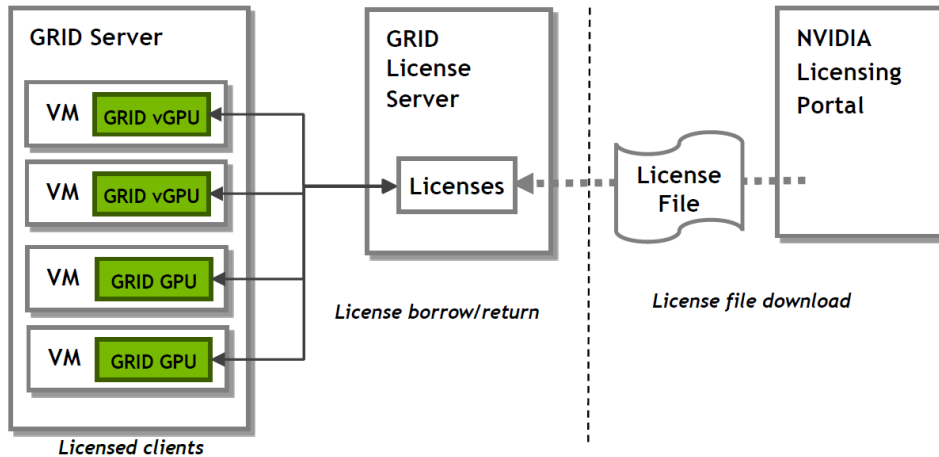 GRID Server
VM
GRID vGPU
VM
GRID vGPU
VM
GRID GPU
VM
GRID GPU
Licensed clients
GRID
License
Server
Licenses
License borrow/return
License
File
License file download
NVIDIA
Licensing
Portal